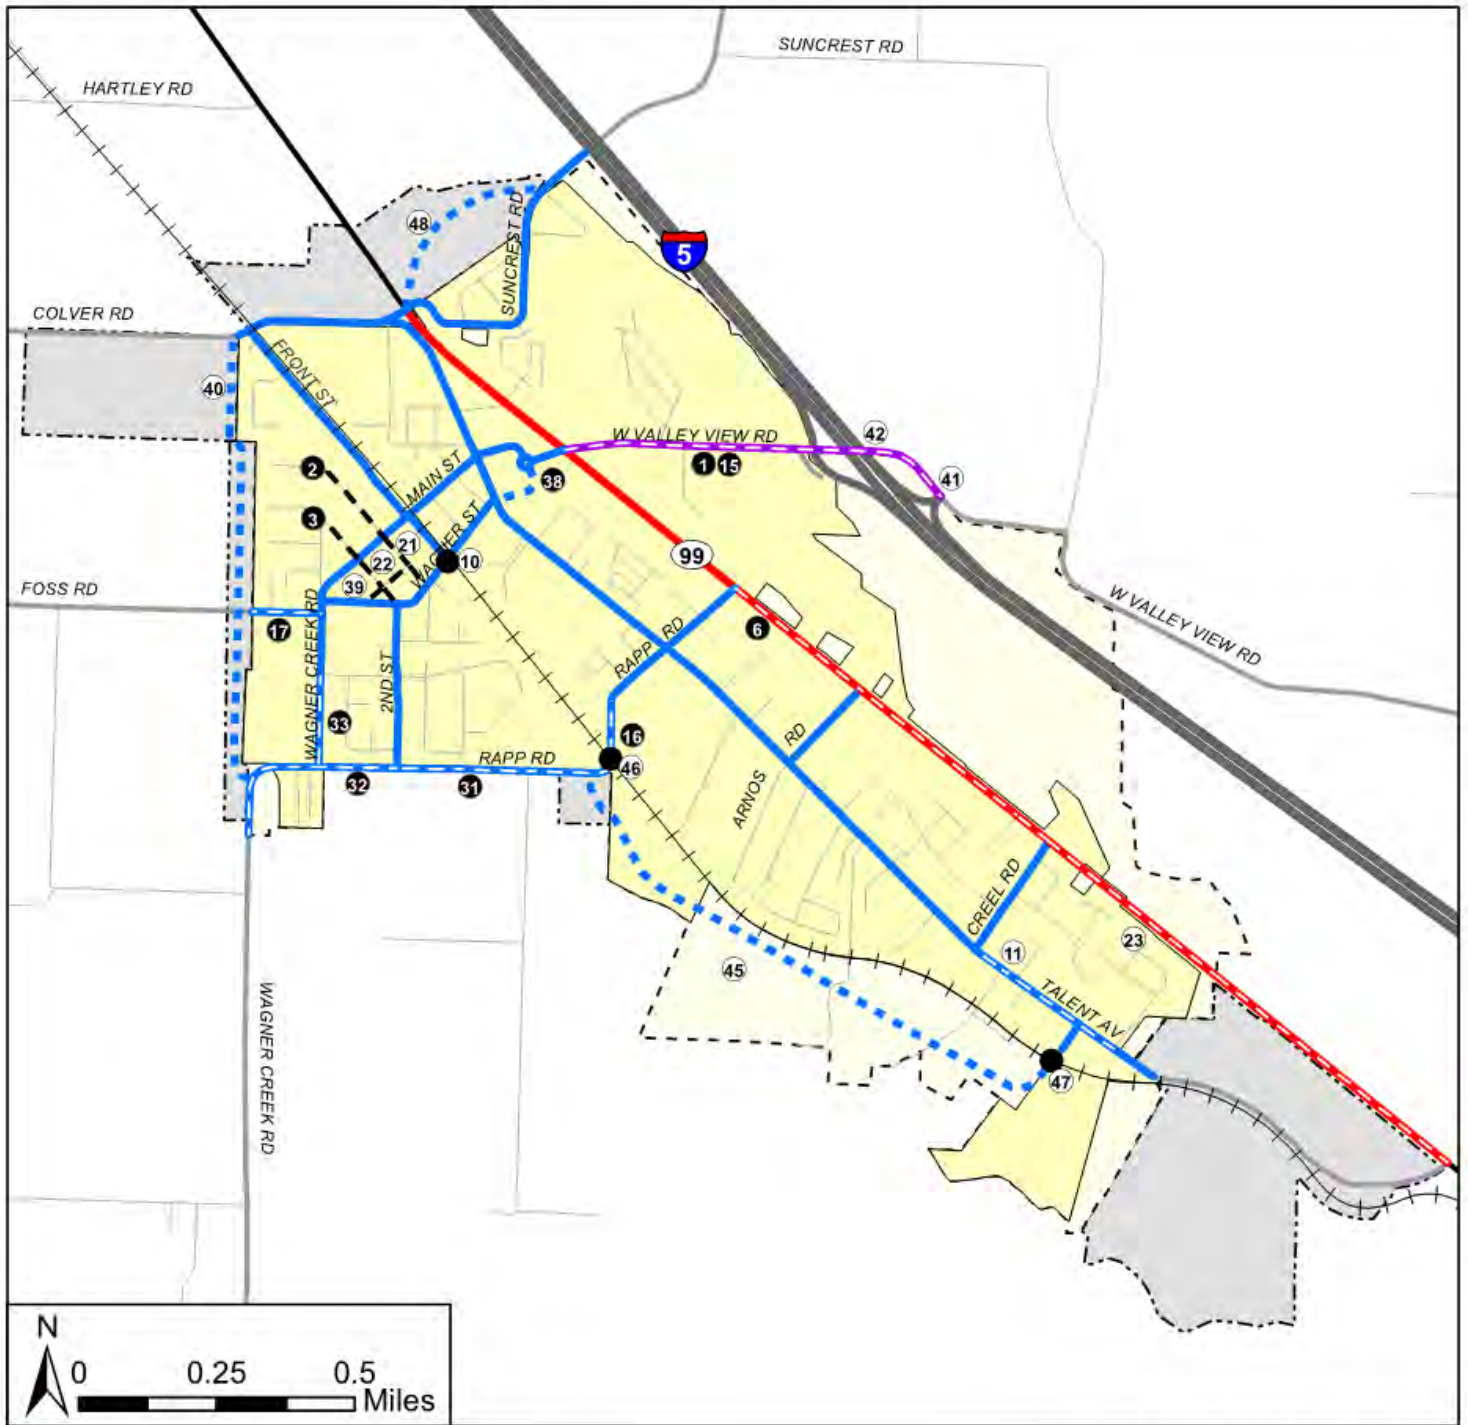 SUNCREST RD
HARTLEY RD
48
SUNCREST RD
5
COLVER RD
FRONT ST
40
W VALLEY VIEW RD
42
1 15
41
2
MAIN ST
38
3
21
WAGNER ST
10
99
22
39
FOSS RD
W VALLEY VIEW RD
17
WAGNER CREEK RD
2ND ST
RAPP RD
6
33
16
RD
RAPP RD
46
32
31
ARNOS
CREEL RD
23
11
45
TALENT AV
47
WAGNER CREEK RD
N
0 0.25 0.5
Miles